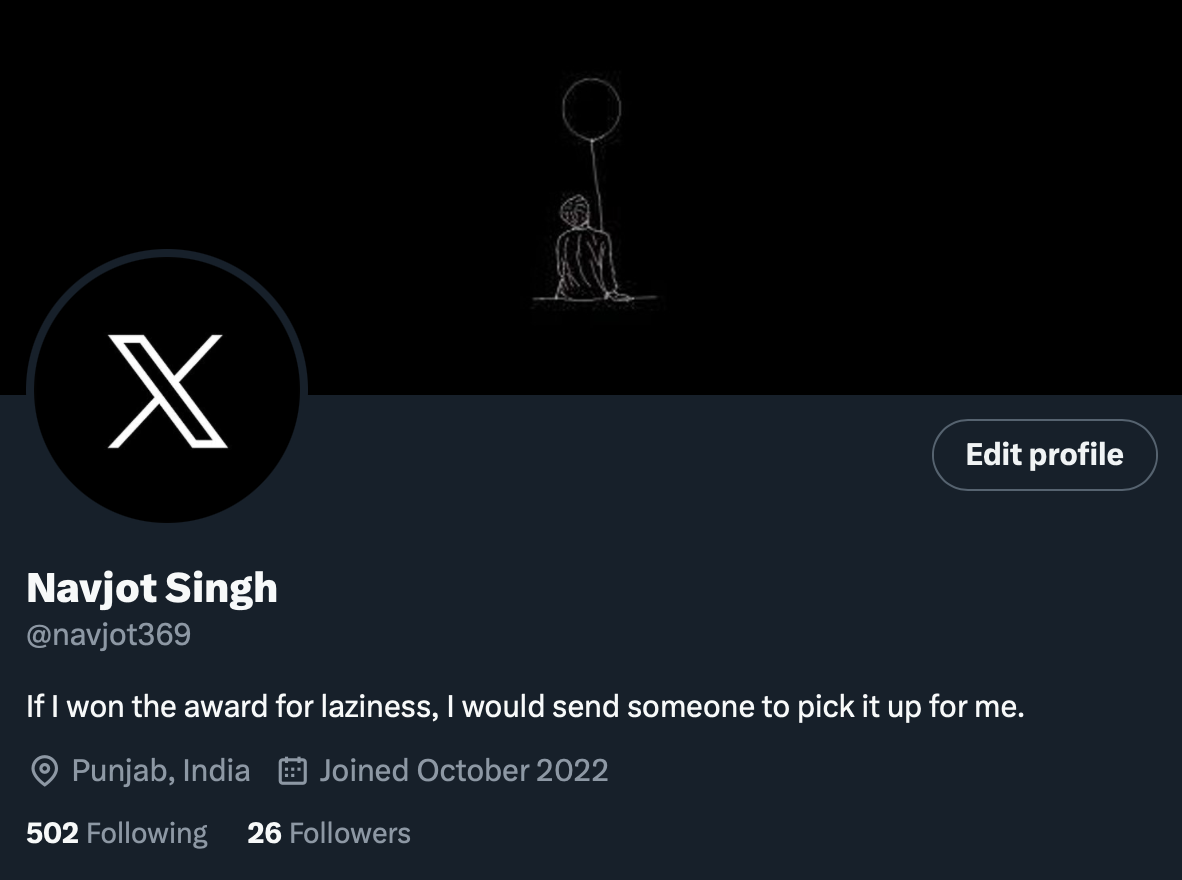 Edit profile
Navjot Singh
@navjot369
If I won the award for laziness, I would send someone to pick it up for me.
Punjab, India Joined October 2022
502 Following 26 Followers